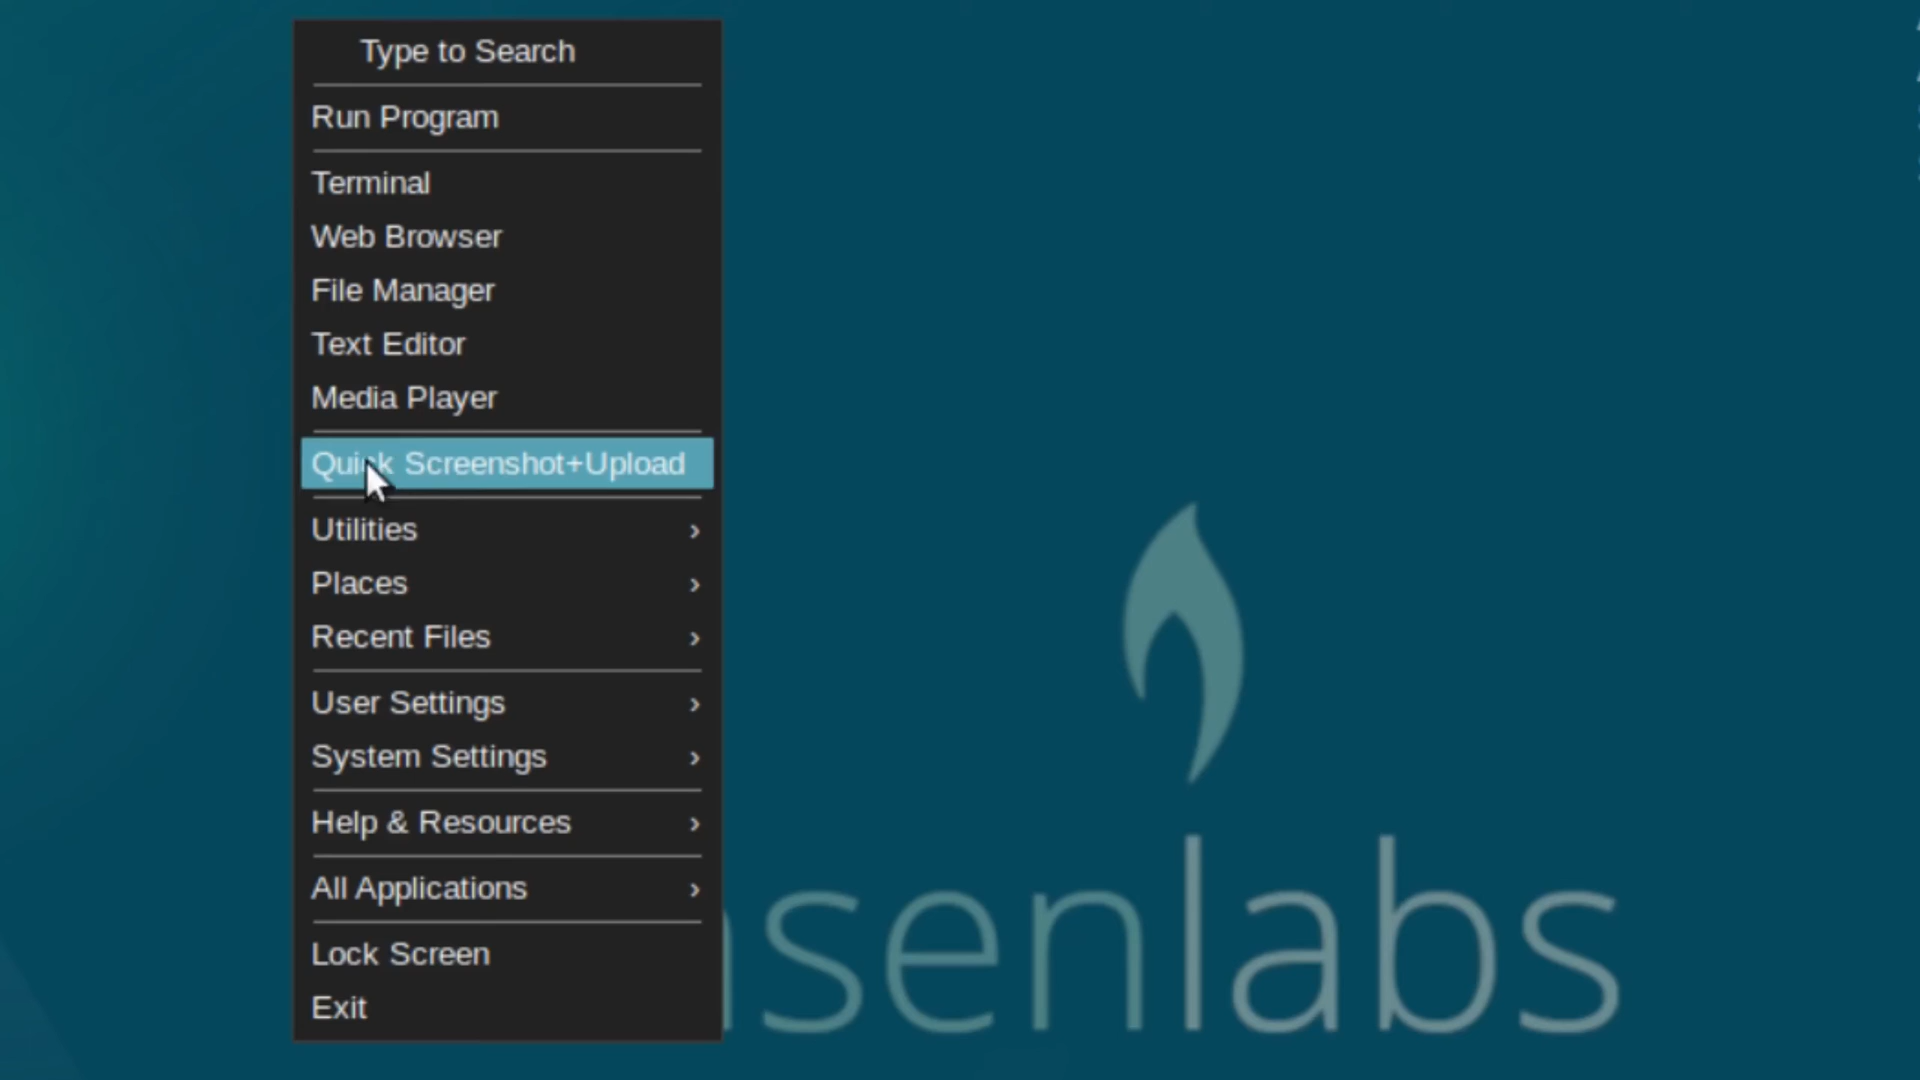 Type to Search
Run Program
Terminal
Web Browser
File Manager
Text Editor
Media Player
Quick Screenshot+Upload
Utilities ›
Places ›
Recent Files ›
User Settings ›
System Settings ›
Help & Resources ›
All Applications ›
Lock Screen
Exit
senlabs